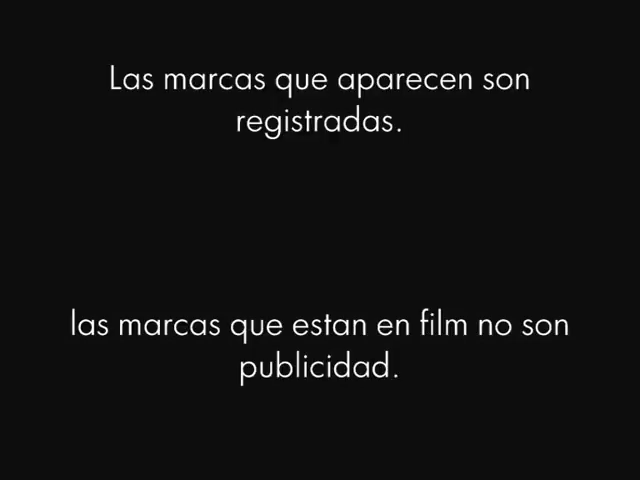 Las marcas que aparecen son
registradas.
las marcas que estan en film no son
publicidad.